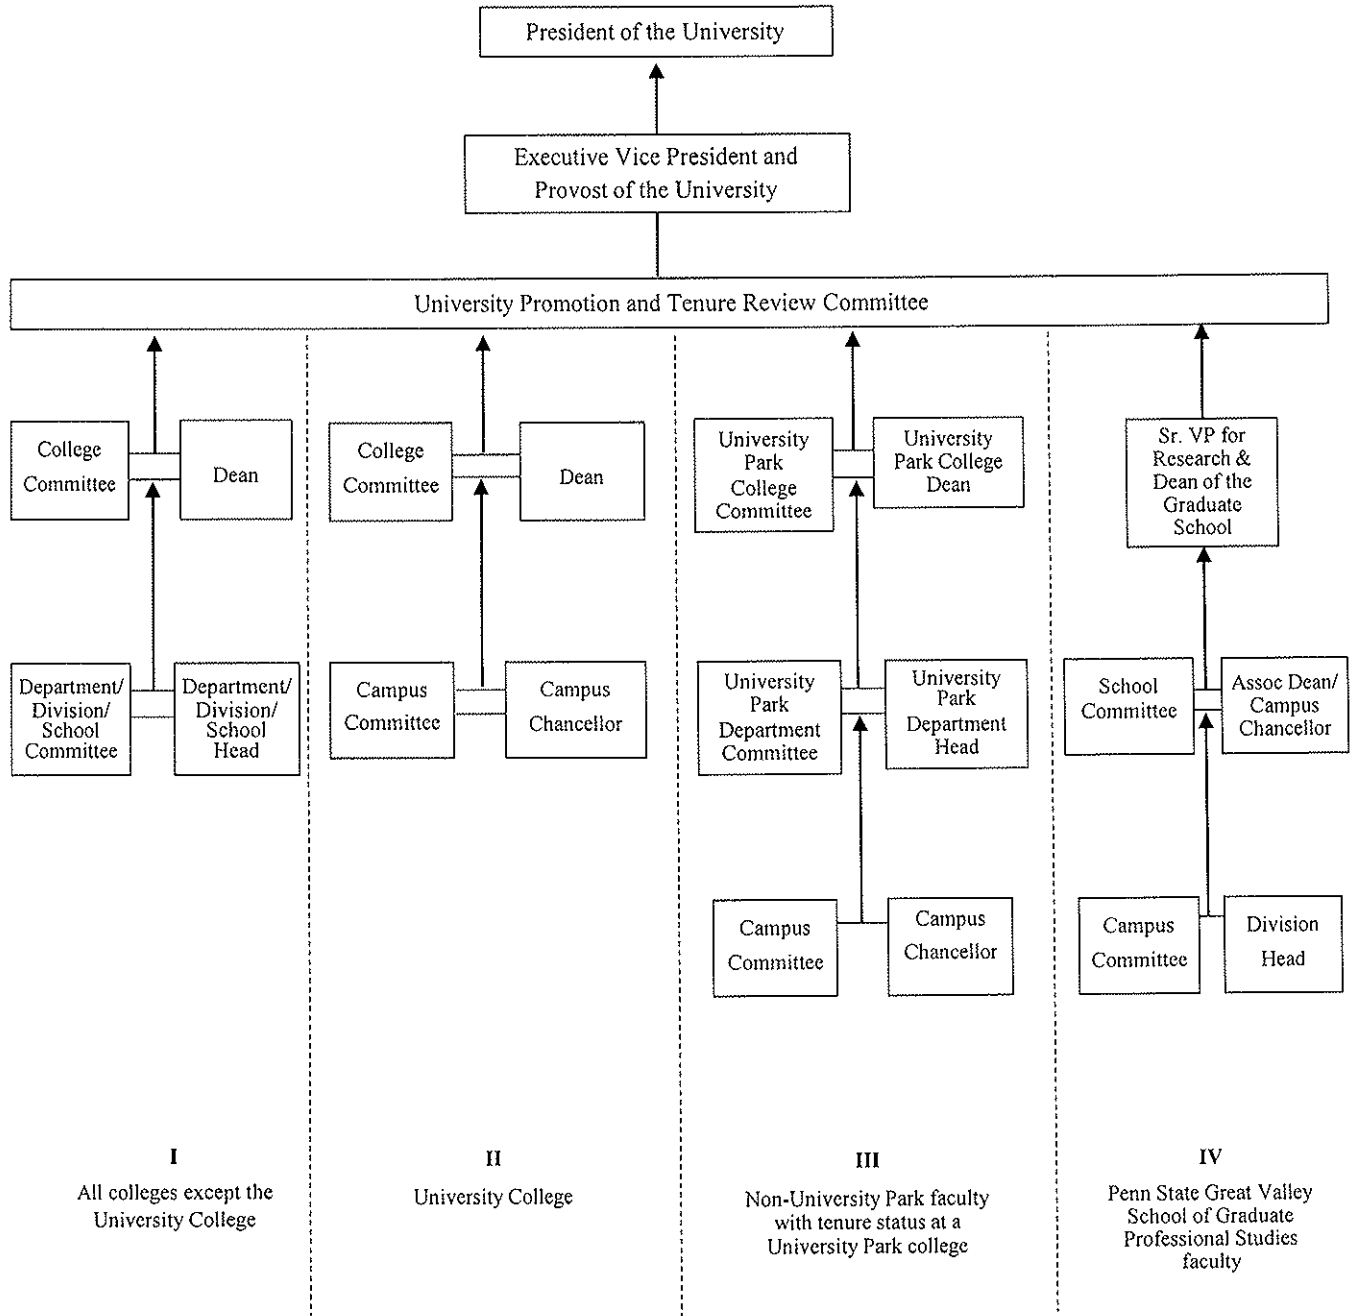 President of the University
Executive Vice President and
Provost of the University
University Promotion and Tenure Review Committee
College
Committee
Dean
College
Committee
Dean
University
Park
College
Committee
University
Park College
Dean
Sr. VP for
Research &
Dean of the
Graduate
School
Department/
Division/
School
Committee
Department/
Division/
School
Head
Campus
Committee
Campus
Chancellor
University
Park
Department
Committee
University
Park
Department
Head
School
Committee
Assoc Dean/
Campus
Chancellor
Campus
Committee
Campus
Chancellor
Campus
Committee
Division
Head
I
All colleges except the
University College
II
University College
III
Non-University Park faculty
with tenure status at a
University Park college
IV
Penn State Great Valley
School of Graduate
Professional Studies
faculty